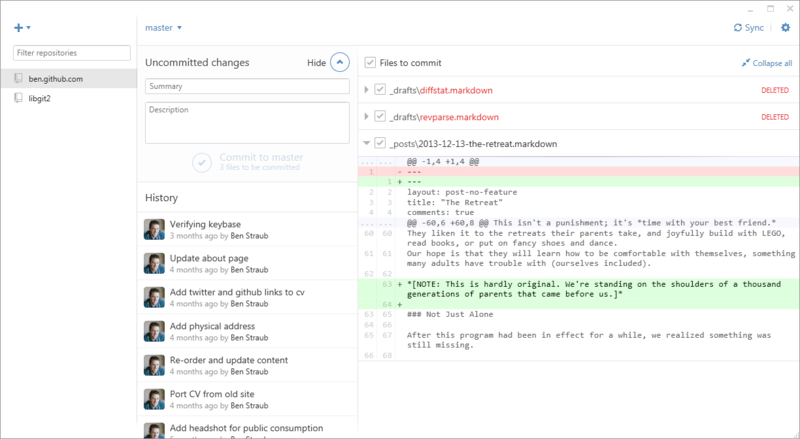 master
Sync
Filter repositories
ben.github.com
libgit2
Uncommitted changes
Hide
Summary
Description
Commit to master
3 files to be committed
History
Verifying keybase
3 months ago by Ben Straub
Update about page
4 months ago by Ben Straub
Add twitter and github links to cv
4 months ago by Ben Straub
Add physical address
4 months ago by Ben Straub
Re-order and update content
4 months ago by Ben Straub
Port CV from old site
4 months ago by Ben Straub
Add headshot for public consumption
Files to commit
Collapse all
_drafts\diffstat.markdown
DELETED
_drafts\revparse.markdown
DELETED
_posts\2013-12-13-the-retreat.markdown
... ... @@ -1,4 +1,4 @@
1 - ---
1 + ---
2 2 layout: post-no-feature
3 3 title: "The Retreat"
4 4 comments: true
... ... @@ -60,6 +60,8 @@ This isn't a punishment; it's *time with your best friend.*
60 60 They liken it to the retreats their parents take, and joyfully build with LEGO,
read books, or put on fancy shoes and dance.
61 61 Our hope is that they will learn how to be comfortable with themselves, something
many adults have trouble with (ourselves included).
62 62
63 + *[NOTE: This is hardly original. We're standing on the shoulders of a thousand
generations of parents that came before us.]*
64 +
63 65 ### Not Just Alone
64 66
65 67 After this program had been in effect for a while, we realized something was
still missing.
66 68